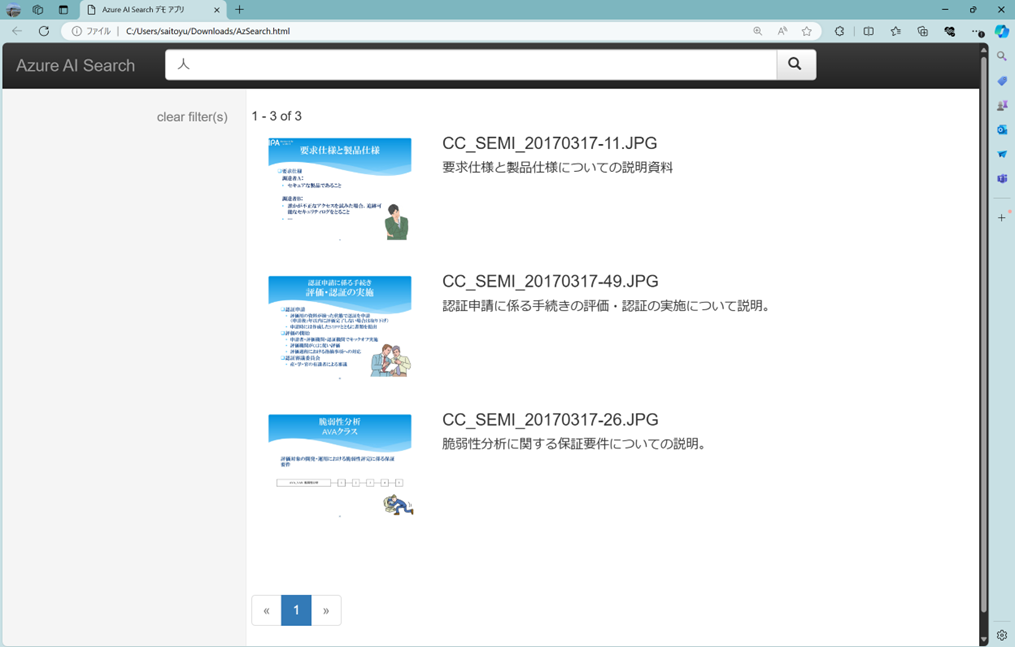 Azure AI Search デモ アプリ
ファイル
C:/Users/saitoyu/Downloads/AzSearch.html
Azure AI Search
人
clear filter(s)
1 - 3 of 3
IPA
要求仕様と製品仕様
要求仕様
調達者A:
セキュアな製品であること
調達者B:
誰かが不正なアクセスを試みた場合、追跡可
能なセキュリティログをとること
CC_SEMI_20170317-11.JPG
要求仕様と製品仕様についての説明資料
認証申請に係る手続き
評価・認証の実施
認証申請
CC_SEMI_20170317-49.JPG
認証申請に係る手続きの評価・認証の実施について説明。
脆弱性分析
AVAクラス
評価対象の開発・運用における脆弱性評定に係る保証
要件
CC_SEMI_20170317-26.JPG
脆弱性分析に関する保証要件についての説明。
« 1 »